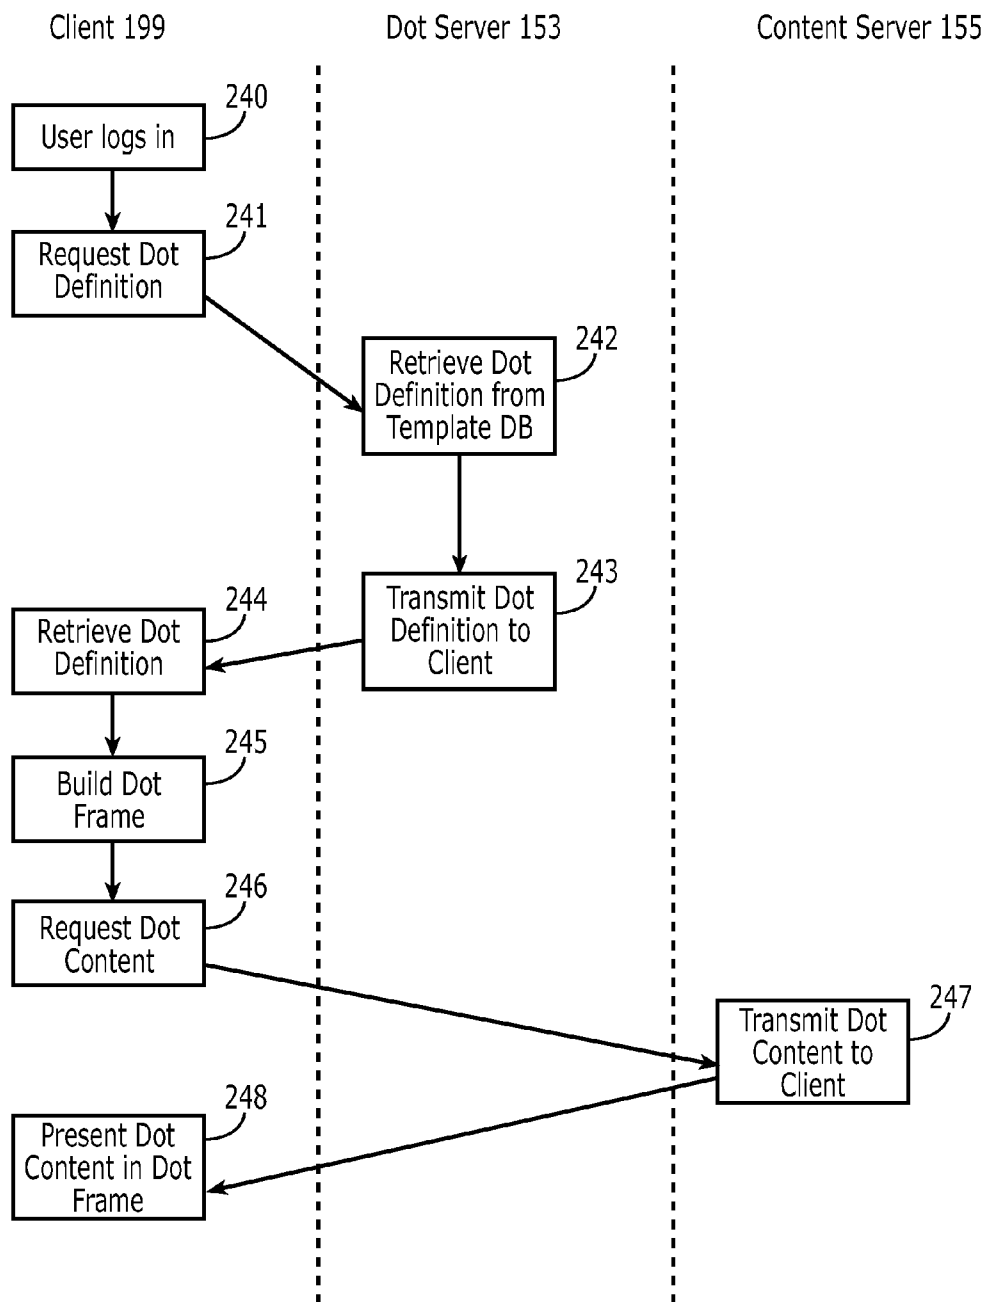 Client 199
Dot Server 153
Content Server 155
240
User logs in
241
Request Dot
Definition
242
Retrieve Dot
Definition from
Template DB
243
Transmit Dot
Definition to
Client
244
Retrieve Dot
Definition
245
Build Dot
Frame
246
Request Dot
Content
247
Transmit Dot
Content to
Client
248
Present Dot
Content in Dot
Frame